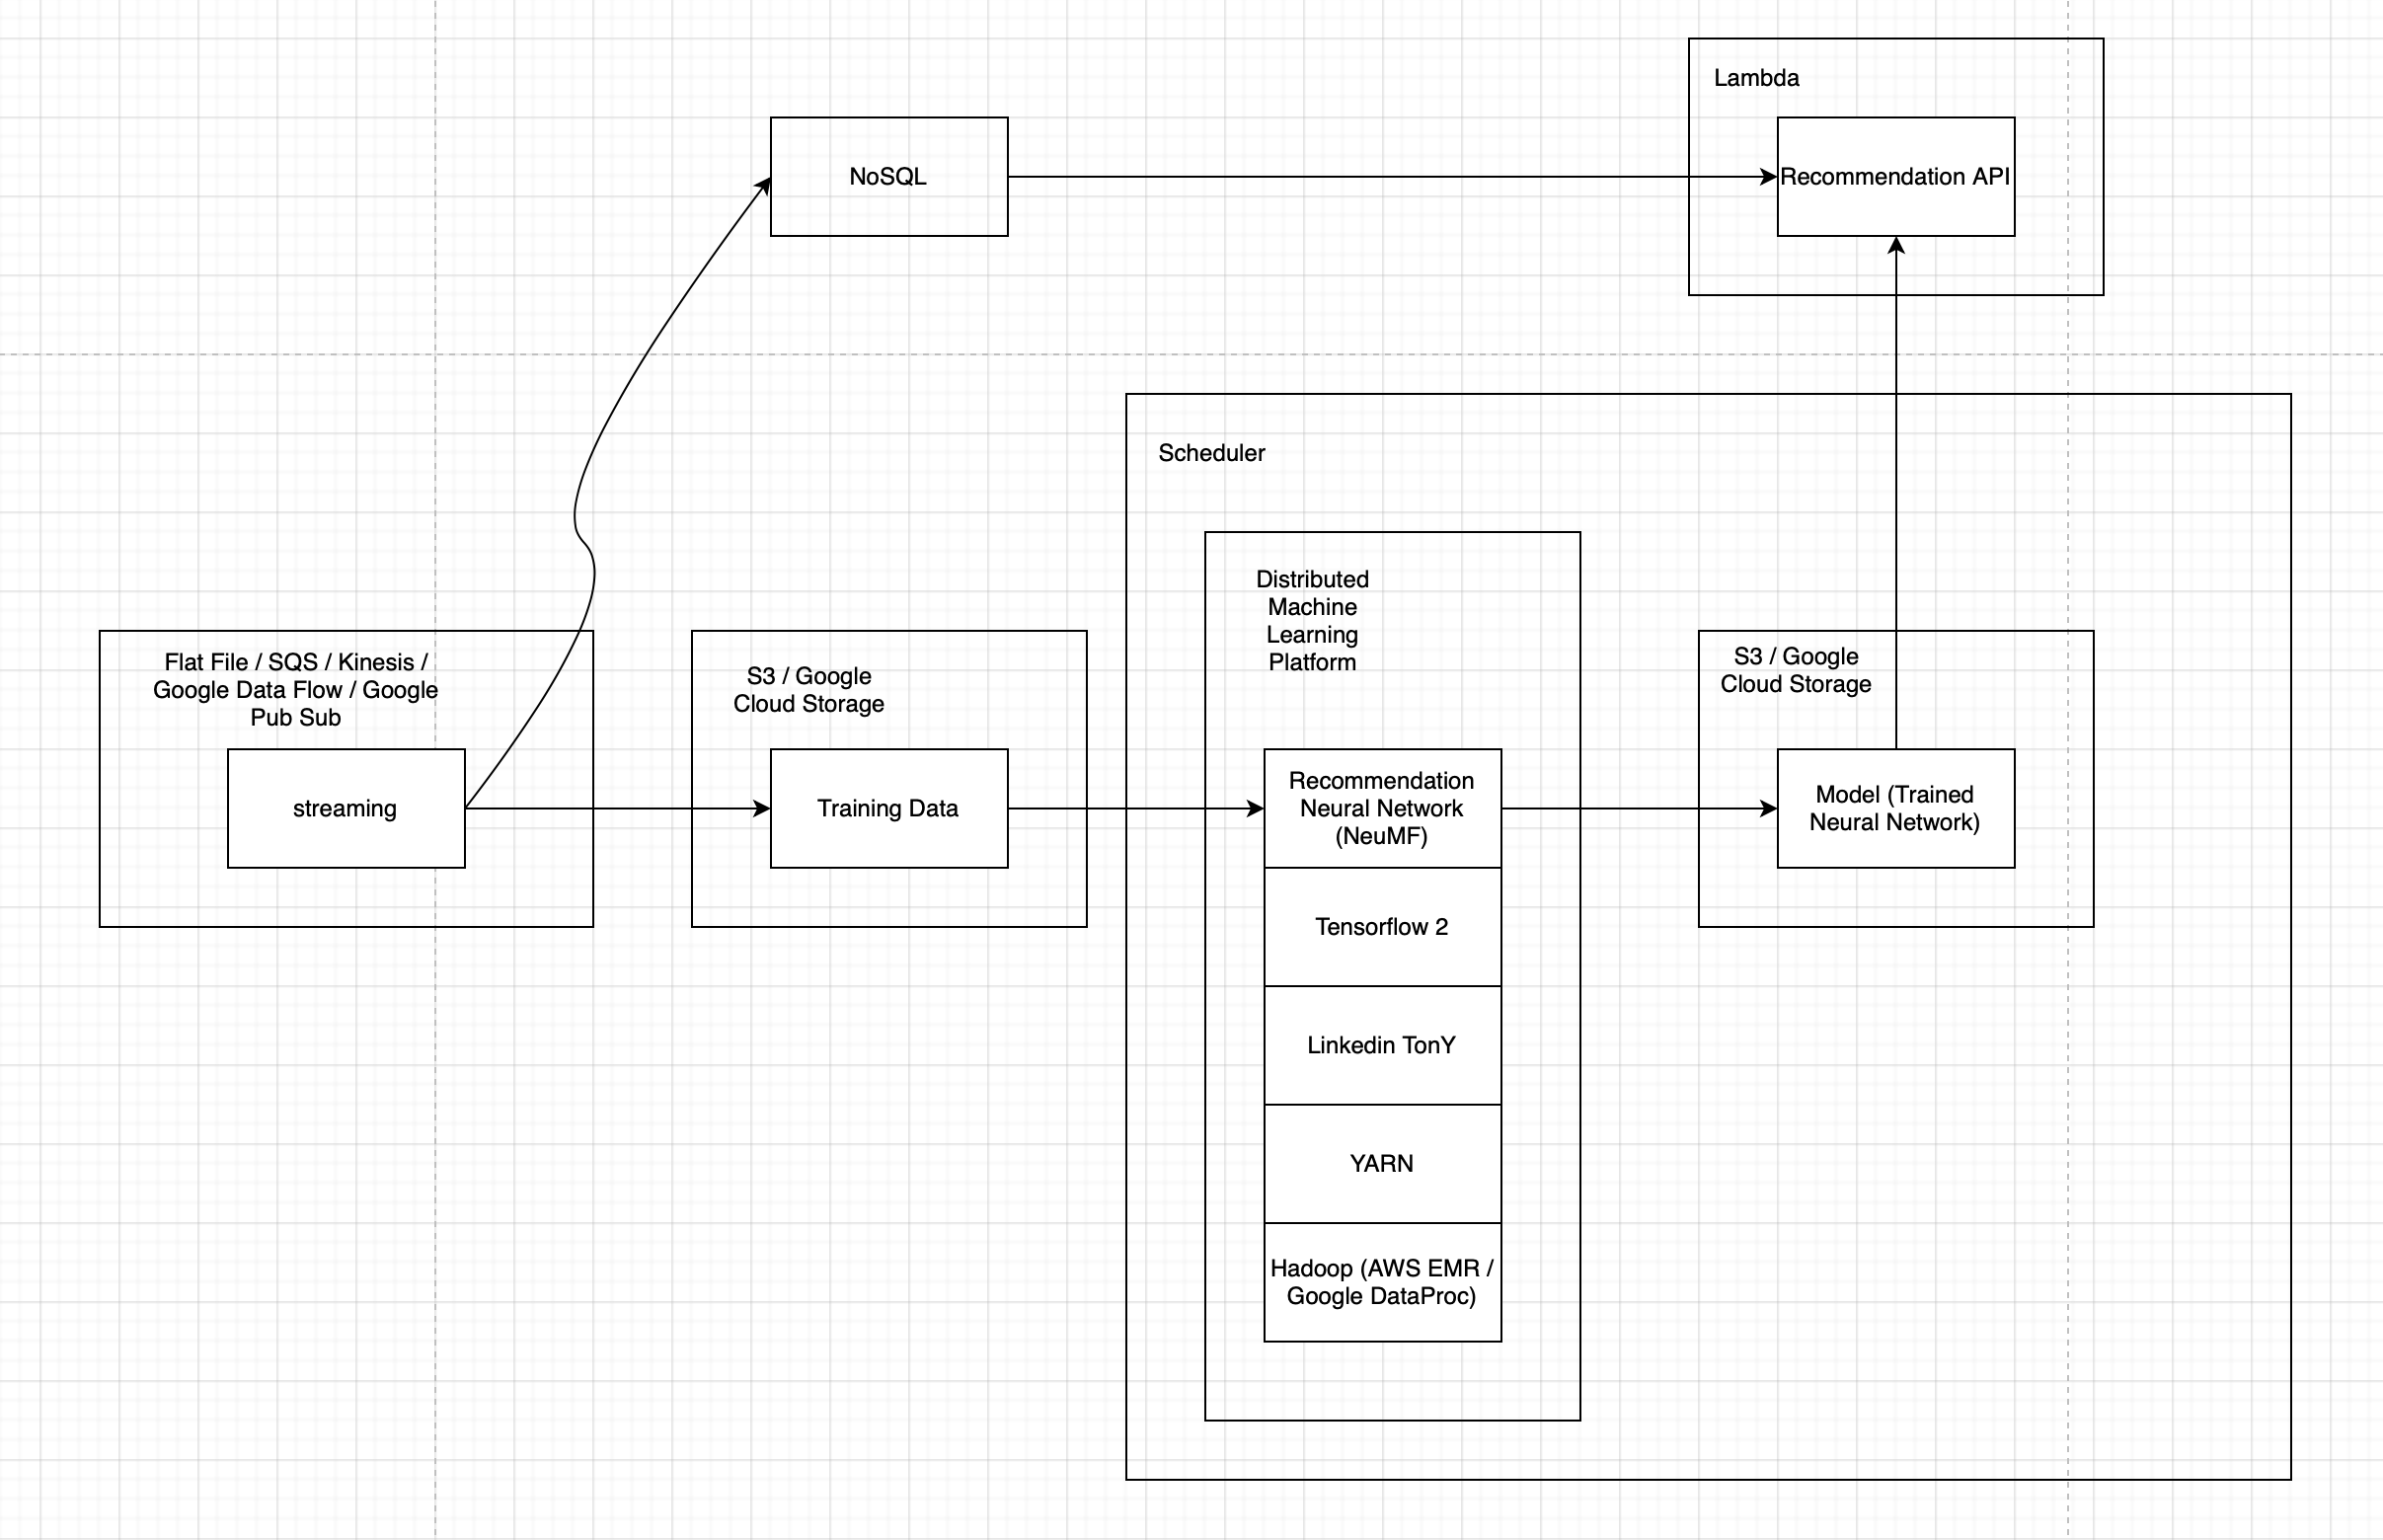 Lambda
NoSQL
Recommendation API
Scheduler
Distributed
Machine
Learning
Platform
Flat File / SQS / Kinesis /
Google Data Flow / Google
Pub Sub
streaming
S3 / Google
Cloud Storage
Training Data
Recommendation
Neural Network
(NeuMF)
Tensorflow 2
Linkedin TonY
YARN
Hadoop (AWS EMR /
Google DataProc)
S3 / Google
Cloud Storage
Model (Trained
Neural Network)